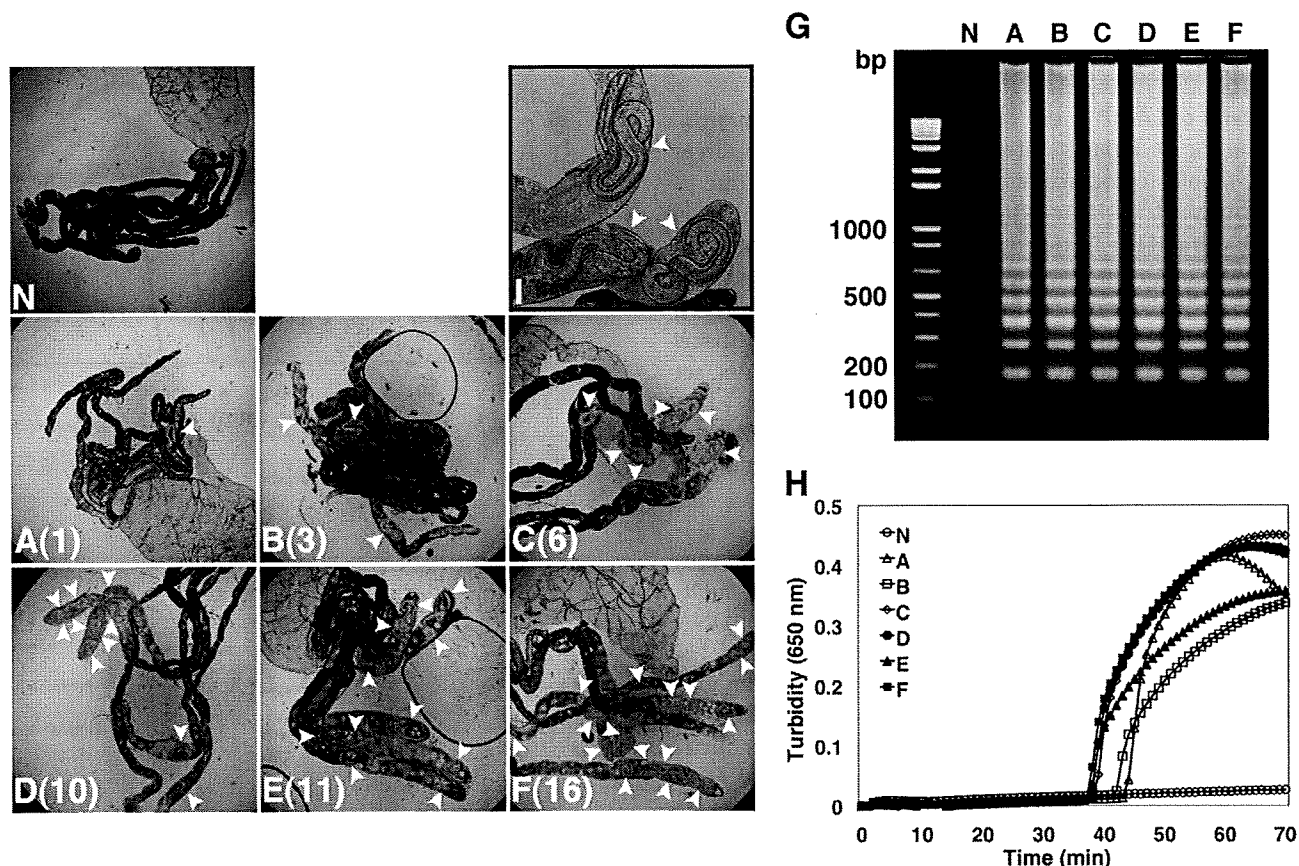 G
N A B C D E F
bp
1000
500
200
100
N
I
A(1)
B(3)
C(6)
D(10)
E(11)
F(16)
H
Turbidity (650 nm)
0.5
0.4
0.3
0.2
0.1
0
N
A
B
C
D
E
F
0 10 20 30 40 50 60 70
Time (min)